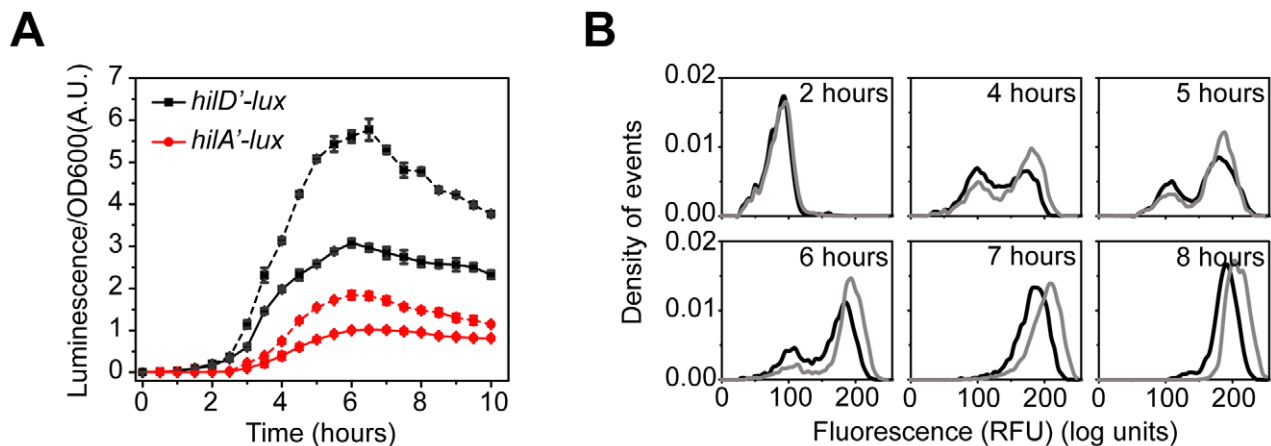 A
Luminescence/OD600(A.U.)
7
6
5
4
3
2
1
0
hilD'-lux
hilA'-lux
0 2 4 6 8 10
Time (hours)
B
Density of events
0.02
0.01
0.00
2 hours
4 hours
5 hours
0.02
0.01
0.00
6 hours
7 hours
8 hours
0 100 200 0 100 200 0 100 200
Fluorescence (RFU) (log units)